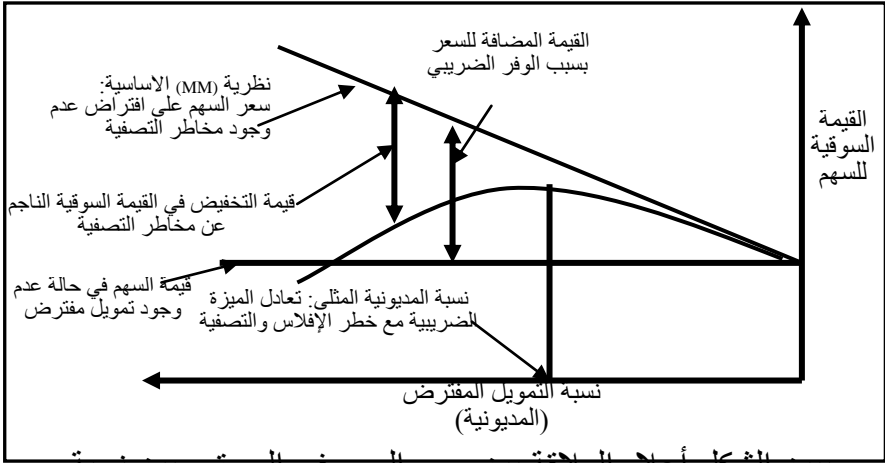 القيمة المضافة للسعر
بسبب الوفر الضريبي
نظرية (MM) الاساسية:
سعر السهم على افتراض عدم
وجود مخاطر التصفية
القيمة
السوقية
للسهم
قيمة التخفيض في القيمة السوقية الناجم
عن مخاطر التصفية
قيمة السهم في حالة عدم
وجود تمويل مفترض
نسبة المديونية المثلى: تعادل الميزة
الضريبية مع خطر الإفلاس والتصفية
نسبة التمويل المفترض
(المديونية)